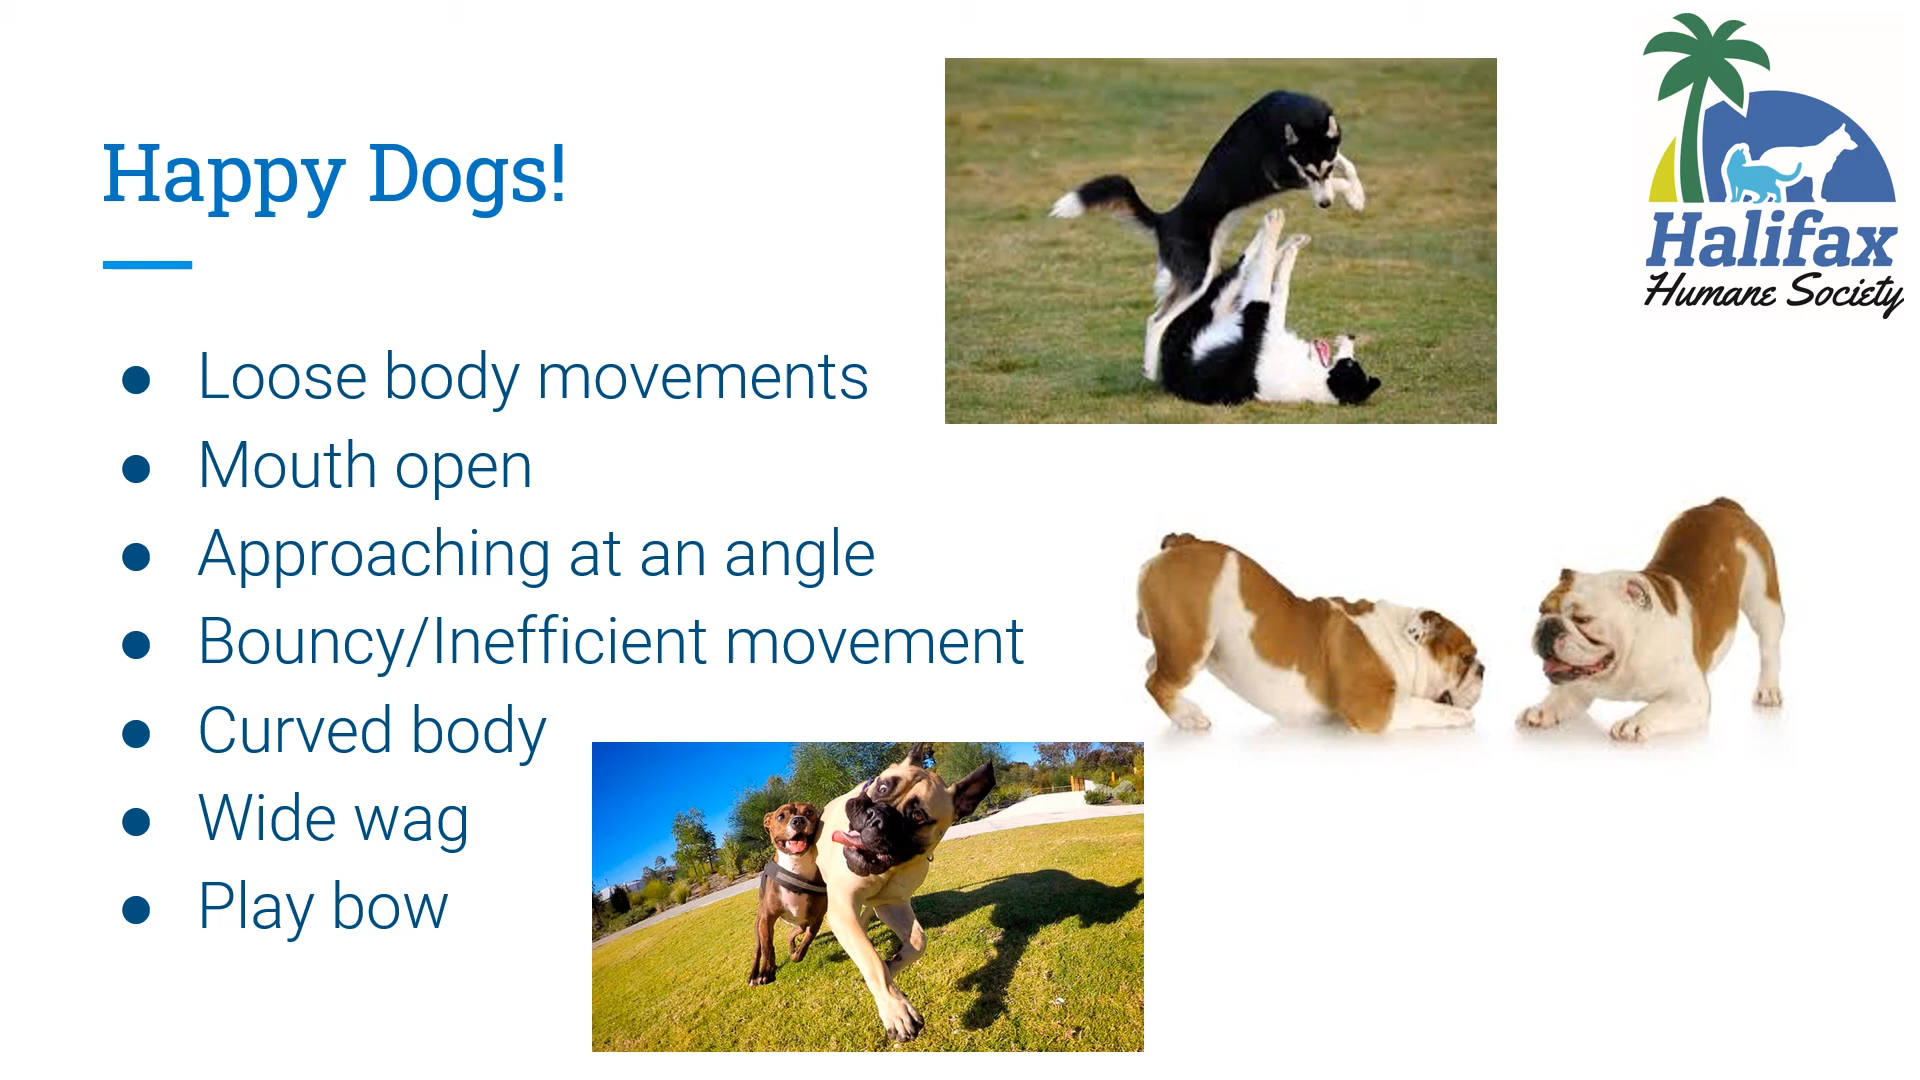 Happy Dogs!
● Loose body movements
● Mouth open
● Approaching at an angle
● Bouncy/Inefficient movement
● Curved body
● Wide wag
● Play bow
Halifax
Humane Society